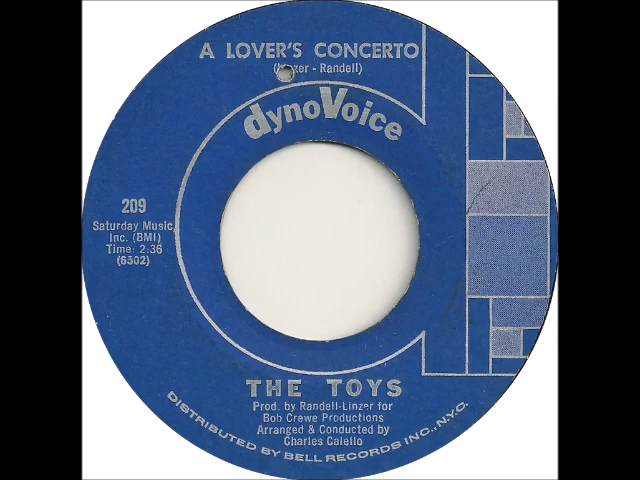 A LOVER'S CONCERTO
(Linzer - Randell)
dynoVoice
209
Saturday Music,
Inc. (BMI)
Time: 2:36
(6502)
THE TOYS
Prod. by Randell-Linzer for
Bob Crewe Productions
Arranged & Conducted by
Charles Calello
DISTRIBUTED BY BELL RECORDS INC., N.Y.C.